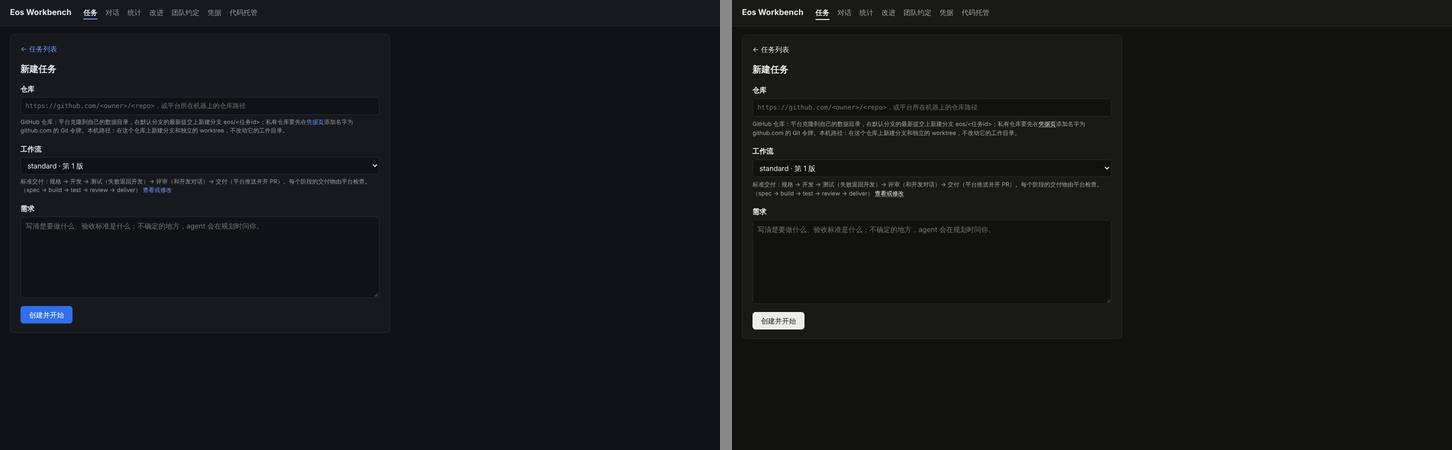 Eos Workbench 任务 对话 统计 改进 团队约定 凭据 代码托管
← 任务列表
新建任务
仓库
https://github.com/<owner>/<repo>，或平台所在机器上的仓库路径
GitHub 仓库：平台克隆到自己的数据目录，在默认分支的最新提交上新建分支 eos/<任务id>；私有仓库要先在凭据页添加名字为
github.com 的 Git 令牌。本机路径：在这个仓库上新建分支和独立的 worktree，不改动它的工作目录。
工作流
standard · 第 1 版
标准交付：规格 → 开发 → 测试（失败退回开发）→ 评审（和开发对话）→ 交付（平台推送并开 PR）。每个阶段的交付物由平台检查。
（spec → build → test → review → deliver） 查看或修改
需求
写清楚要做什么、验收标准是什么；不确定的地方，agent 会在规划时问你。
创建并开始
Eos Workbench 任务 对话 统计 改进 团队约定 凭据 代码托管
← 任务列表
新建任务
仓库
https://github.com/<owner>/<repo>，或平台所在机器上的仓库路径
GitHub 仓库：平台克隆到自己的数据目录，在默认分支的最新提交上新建分支 eos/<任务id>；私有仓库要先在凭据页添加名字为
github.com 的 Git 令牌。本机路径：在这个仓库上新建分支和独立的 worktree，不改动它的工作目录。
工作流
standard · 第 1 版
标准交付：规格 → 开发 → 测试（失败退回开发）→ 评审（和开发对话）→ 交付（平台推送并开 PR）。每个阶段的交付物由平台检查。
（spec → build → test → review → deliver） 查看或修改
需求
写清楚要做什么、验收标准是什么；不确定的地方，agent 会在规划时问你。
创建并开始